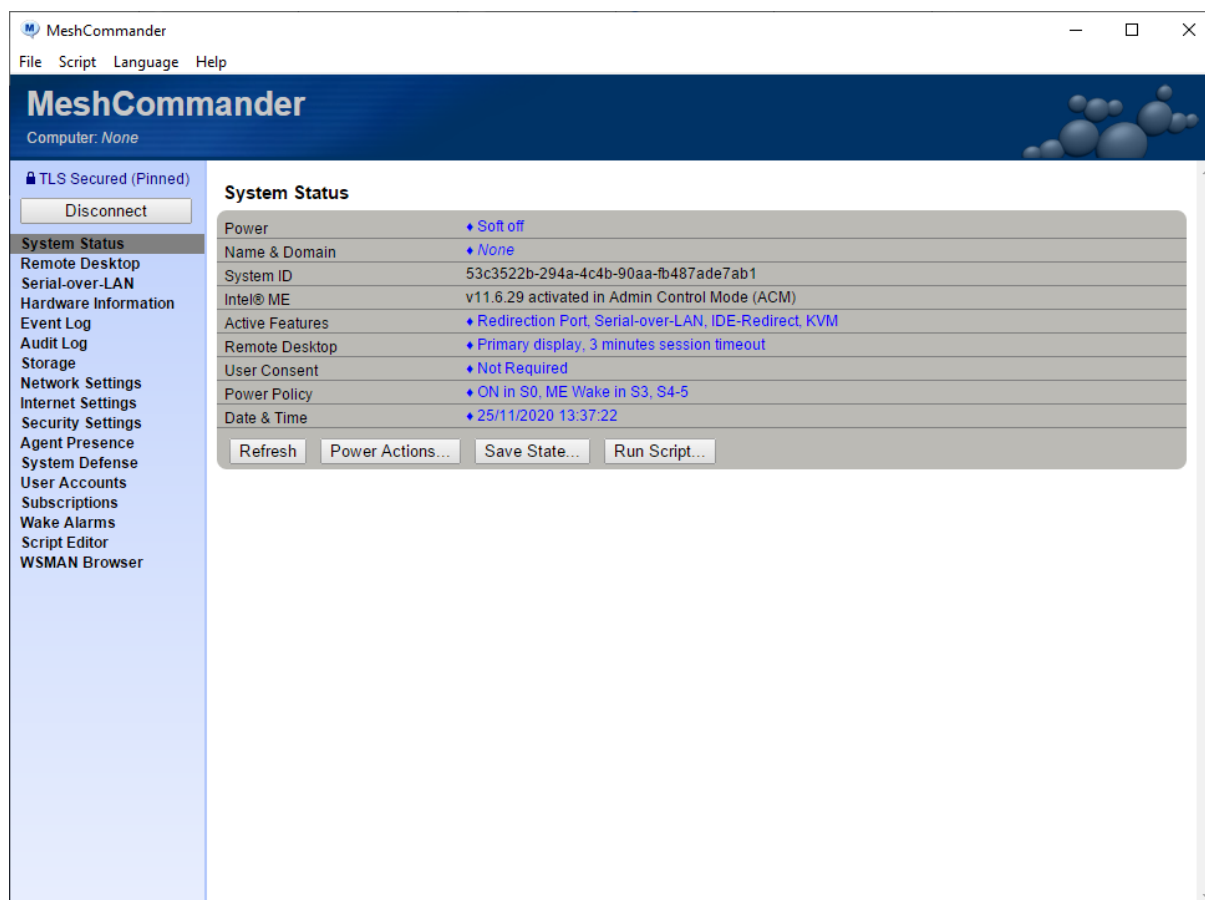 MeshCommander
File Script Language Help
MeshCommander
Computer: None
TLS Secured (Pinned)
Disconnect
System Status
Remote Desktop
Serial-over-LAN
Hardware Information
Event Log
Audit Log
Storage
Network Settings
Internet Settings
Security Settings
Agent Presence
System Defense
User Accounts
Subscriptions
Wake Alarms
Script Editor
WSMAN Browser
System Status
Power ♦ Soft off
Name & Domain ♦ None
System ID 53c3522b-294a-4c4b-90aa-fb487ade7ab1
Intel® ME v11.6.29 activated in Admin Control Mode (ACM)
Active Features ♦ Redirection Port, Serial-over-LAN, IDE-Redirect, KVM
Remote Desktop ♦ Primary display, 3 minutes session timeout
User Consent ♦ Not Required
Power Policy ♦ ON in S0, ME Wake in S3, S4-5
Date & Time ♦ 25/11/2020 13:37:22
Refresh Power Actions... Save State... Run Script...